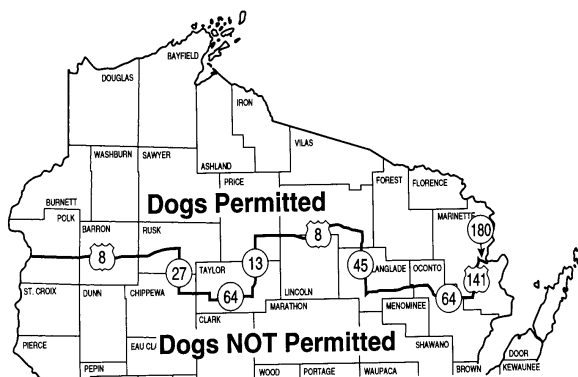 BAYFIELD
DOUGLAS
IRON
VILAS
WASHBURN
SAWYER
ASHLAND
PRICE
FOREST
FLORENCE
BURNETT
Dogs Permitted
MARINETTE
POLK
BARRON
RUSK
180
8
8
27
TAYLOR
13
45
LANGLADE
OCONTO
141
ST. CROIX
DUNN
CHIPPEWA
64
LINCOLN
64
MARATHON
MENOMINEE
CLARK
PIERCE
EAU CLA
Dogs NOT Permitted
SHAWANO
DOOR
PEPIN
WOOD
PORTAGE
WAUPACA
BROWN
KEWAUNEE